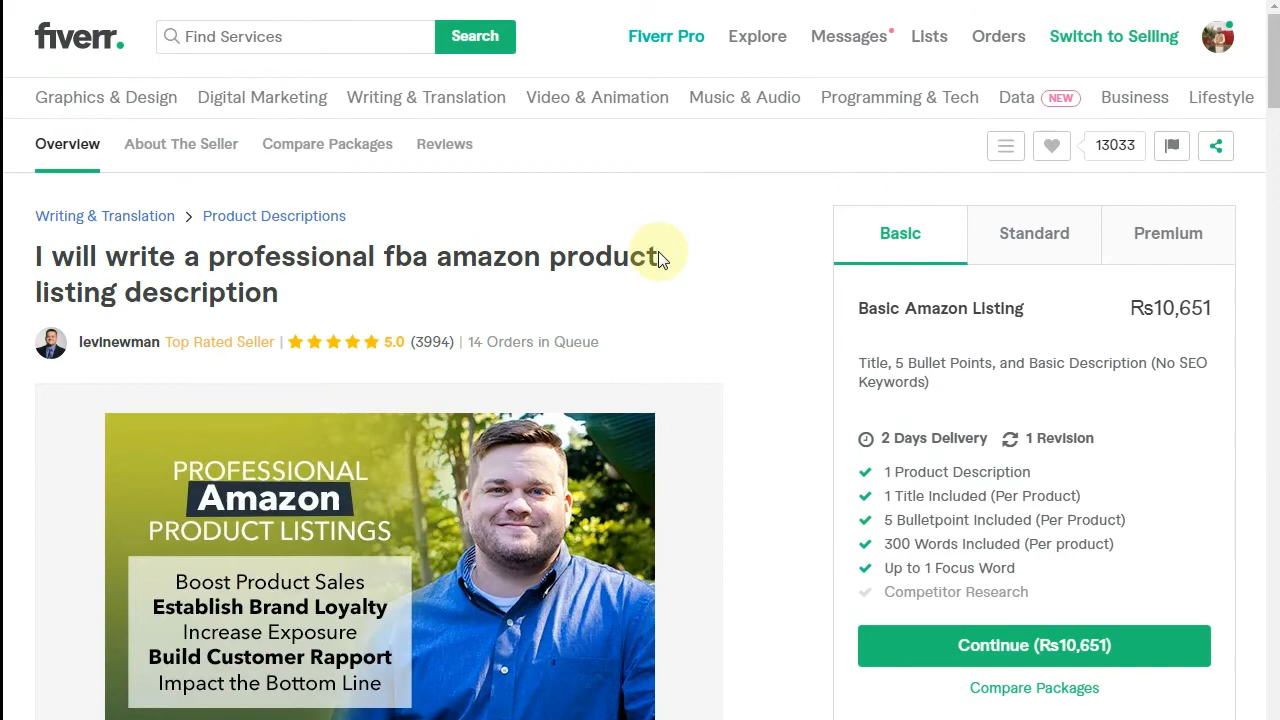 fiverr.
Find Services
Search
Fiverr Pro
Explore
Messages
Lists
Orders
Switch to Selling
Graphics & Design
Digital Marketing
Writing & Translation
Video & Animation
Music & Audio
Programming & Tech
Data NEW
Business
Lifestyle
Overview
About The Seller
Compare Packages
Reviews
13033
Writing & Translation > Product Descriptions
I will write a professional fba amazon product
listing description
levinewman Top Rated Seller | 5.0 (3994) | 14 Orders in Queue
PROFESSIONAL
Amazon
PRODUCT LISTINGS
Boost Product Sales
Establish Brand Loyalty
Increase Exposure
Build Customer Rapport
Impact the Bottom Line
Basic
Standard
Premium
Basic Amazon Listing
Rs10,651
Title, 5 Bullet Points, and Basic Description (No SEO
Keywords)
2 Days Delivery
1 Revision
1 Product Description
1 Title Included (Per Product)
5 Bulletpoint Included (Per Product)
300 Words Included (Per product)
Up to 1 Focus Word
Competitor Research
Continue (Rs10,651)
Compare Packages